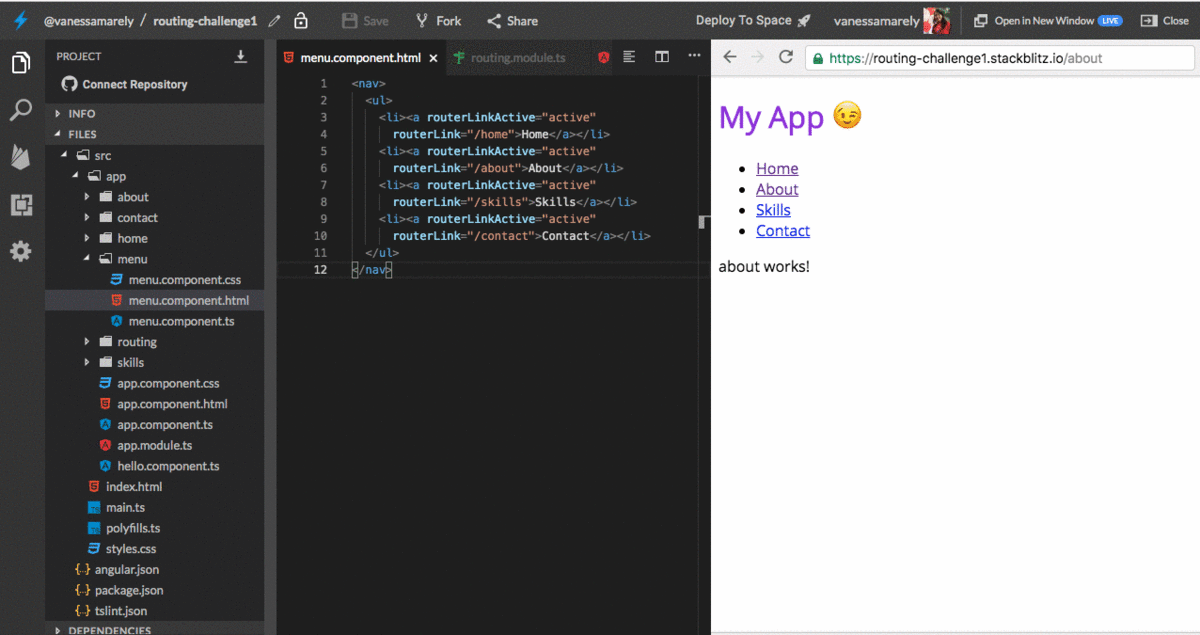 @vanessamarely / routing-challenge1 Save Fork Share Deploy To Space 🚀 vanessamarely Open in New Window LIVE Close
PROJECT
Connect Repository
INFO
FILES
src
app
about
contact
home
menu
menu.component.css
menu.component.html
menu.component.ts
routing
skills
app.component.css
app.component.html
app.component.ts
app.module.ts
hello.component.ts
index.html
main.ts
polyfills.ts
styles.css
{..} angular.json
{..} package.json
{..} tslint.json
DEPENDENCIES
menu.component.html × routing.module.ts ...
1 <nav>
2 <ul>
3 <li><a routerLinkActive="active"
4 routerLink="/home">Home</a></li>
5 <li><a routerLinkActive="active"
6 routerLink="/about">About</a></li>
7 <li><a routerLinkActive="active"
8 routerLink="/skills">Skills</a></li>
9 <li><a routerLinkActive="active"
10 routerLink="/contact">Contact</a></li>
11 </ul>
12 </nav>
https://routing-challenge1.stackblitz.io/about
My App 😉
• Home
• About
• Skills
• Contact
about works!